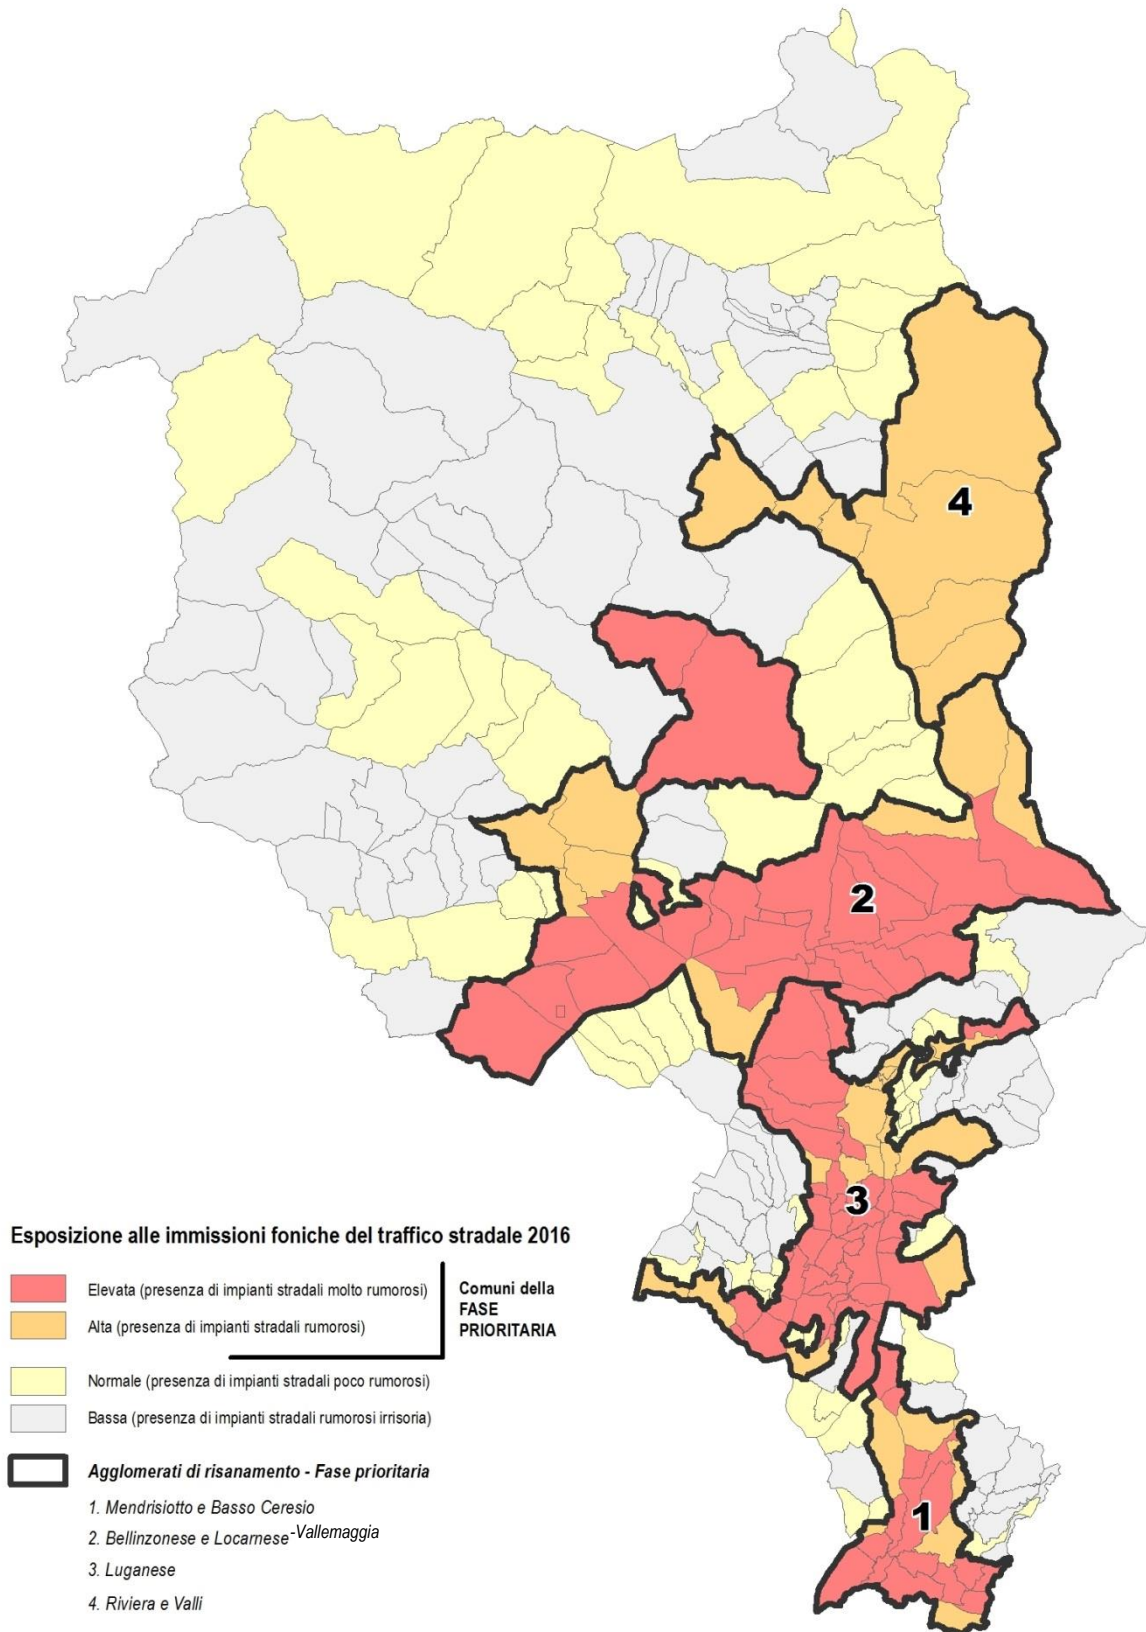 4
2
3
1
Esposizione alle immissioni foniche del traffico stradale 2016
Elevata (presenza di impianti stradali molto rumorosi)
Alta (presenza di impianti stradali rumorosi)
Comuni della
FASE
PRIORITARIA
Normale (presenza di impianti stradali poco rumorosi)
Bassa (presenza di impianti stradali rumorosi irrisoria)
Agglomerati di risanamento - Fase prioritaria
1. Mendrisiotto e Basso Ceresio
2. Bellinzonese e Locarnese-Vallemaggia
3. Luganese
4. Riviera e Valli